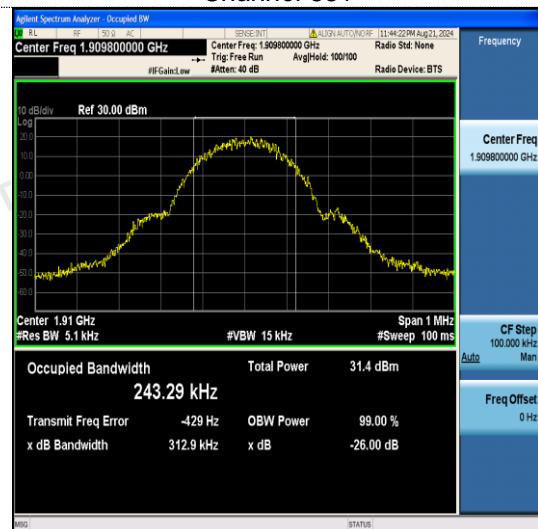 Agilent Spectrum Analyzer - Occupied BW
RL RF 50 Ω AC SENSE:INT ALIGN AUTO/NO RF 11:44:22 PM Aug 21, 2024
Center Freq 1.909800000 GHz Center Freq: 1.909800000 GHz Radio Std: None
Trig: Free Run Avg|Hold: 100/100
#IFGain:Low #Atten: 40 dB Radio Device: BTS
Frequency
10 dB/div Ref 30.00 dBm
Log
20.0
10.0
0.00
-10.0
-20.0
-30.0
-40.0
-50.0
-60.0
Center 1.91 GHz Span 1 MHz
#Res BW 5.1 kHz #VBW 15 kHz #Sweep 100 ms
Occupied Bandwidth Total Power 31.4 dBm
243.29 kHz
Transmit Freq Error -429 Hz OBW Power 99.00 %
x dB Bandwidth 312.9 kHz x dB -26.00 dB
Center Freq
1.909800000 GHz
CF Step
100.000 kHz
Auto Man
Freq Offset
0 Hz
MSG STATUS